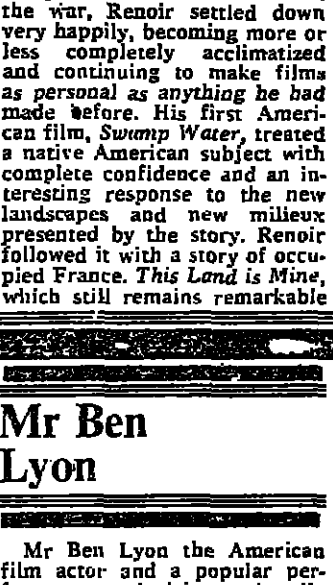 the war, Renoir settled down
very happily, becoming more or
less completely acclimatized
and continuing to make films
as personal as anything he had
made before. His first Ameri-
can film, Swamp Water, treated
a native American subject with
complete confidence and an in-
teresting response to the new
landscapes and new milieux
presented by the story. Renoir
followed it with a story of occu-
pied France. This Land is Mine,
which still remains remarkable
Mr Ben
Lyon
Mr Ben Lyon the American
film actor and a popular per-